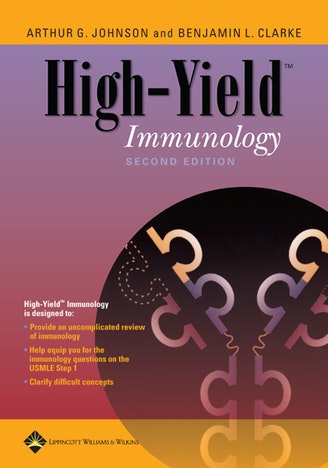 ARTHUR G. JOHNSON and BENJAMIN L. CLARKE
High-Yield™
Immunology
SECOND EDITION
High-Yield™ Immunology
is designed to:
• Provide an uncomplicated review
of immunology
• Help equip you for the
immunology questions on the
USMLE Step 1
• Clarify difficult concepts
LIPPINCOTT WILLIAMS & WILKINS